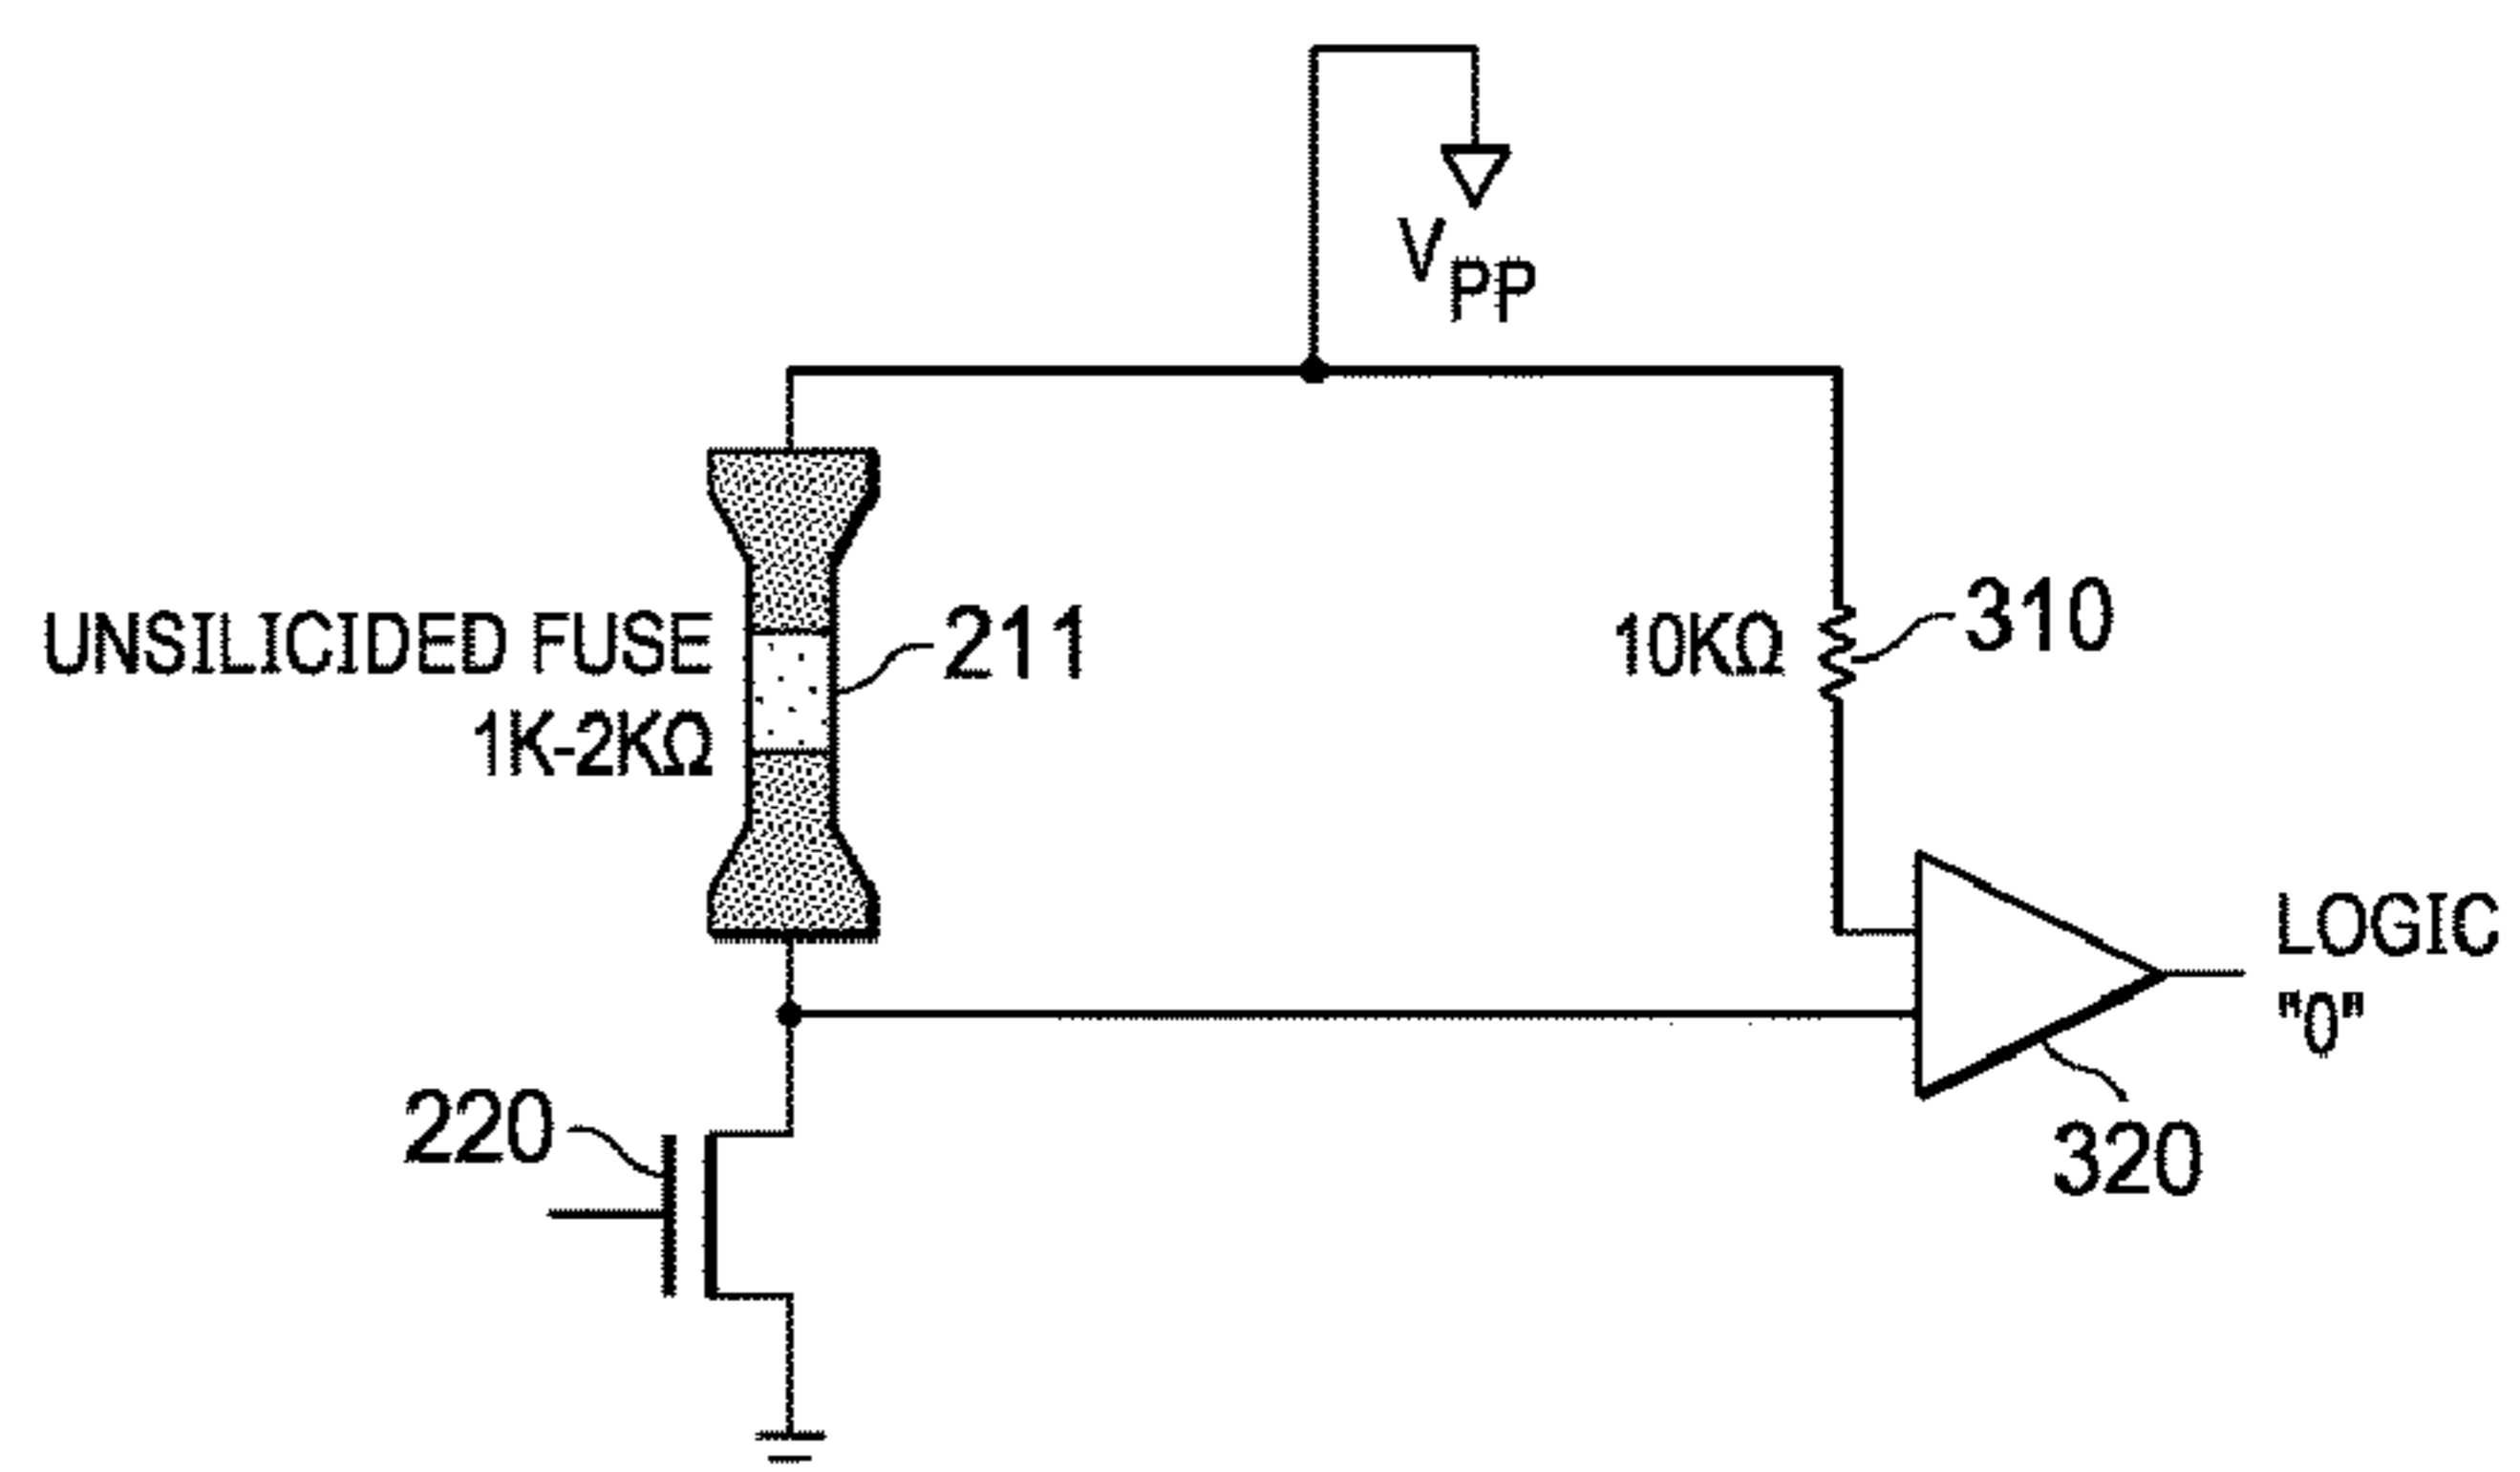 V
PP
UNSILICIDED FUSE
1K-2KΩ
211
10KΩ
310
LOGIC
"0"
220
320